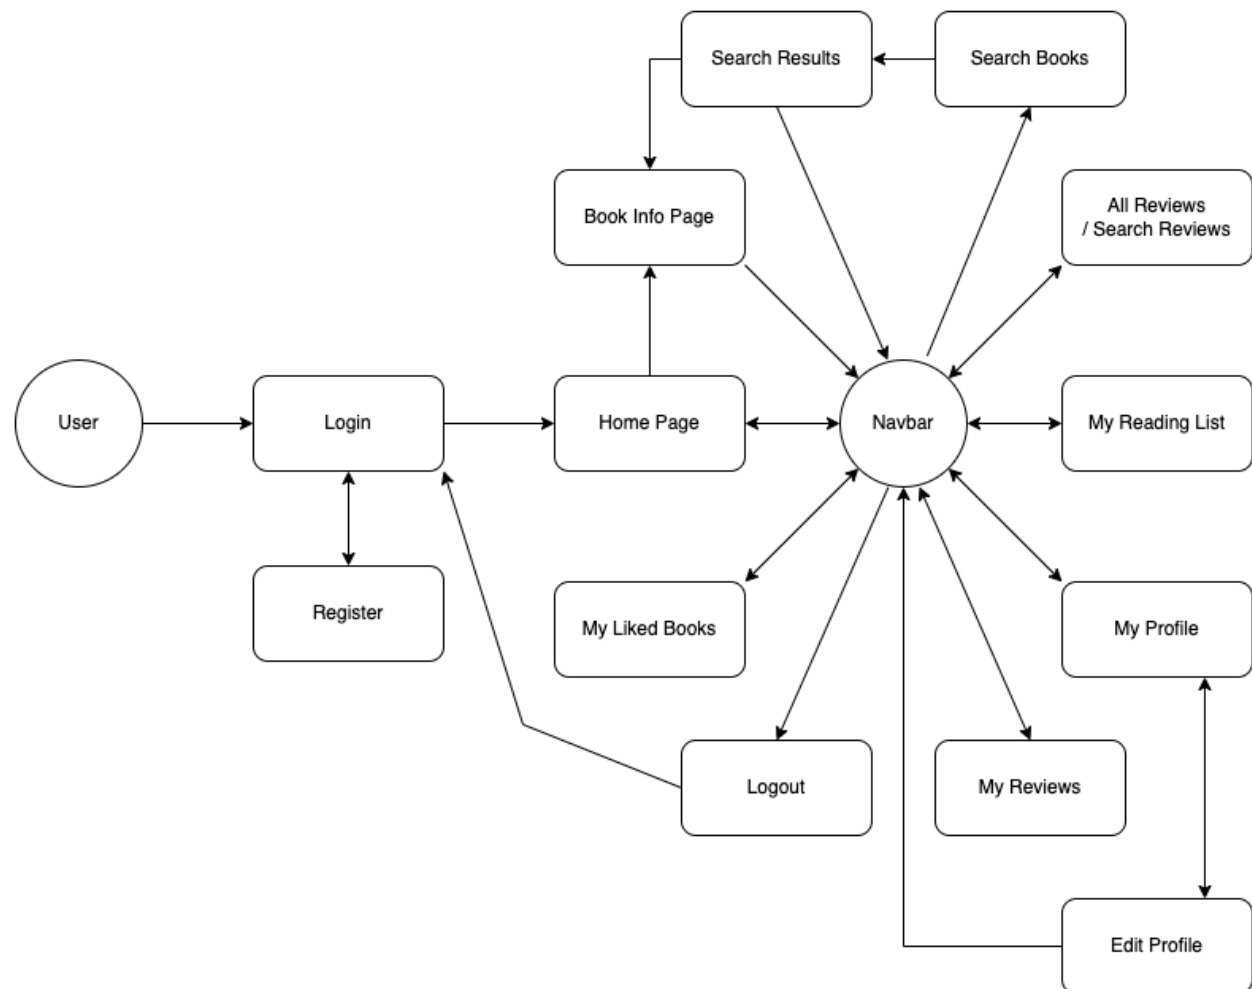 Search Results
Search Books
Book Info Page
All Reviews
/ Search Reviews
User
Login
Home Page
Navbar
My Reading List
Register
My Liked Books
My Profile
Logout
My Reviews
Edit Profile